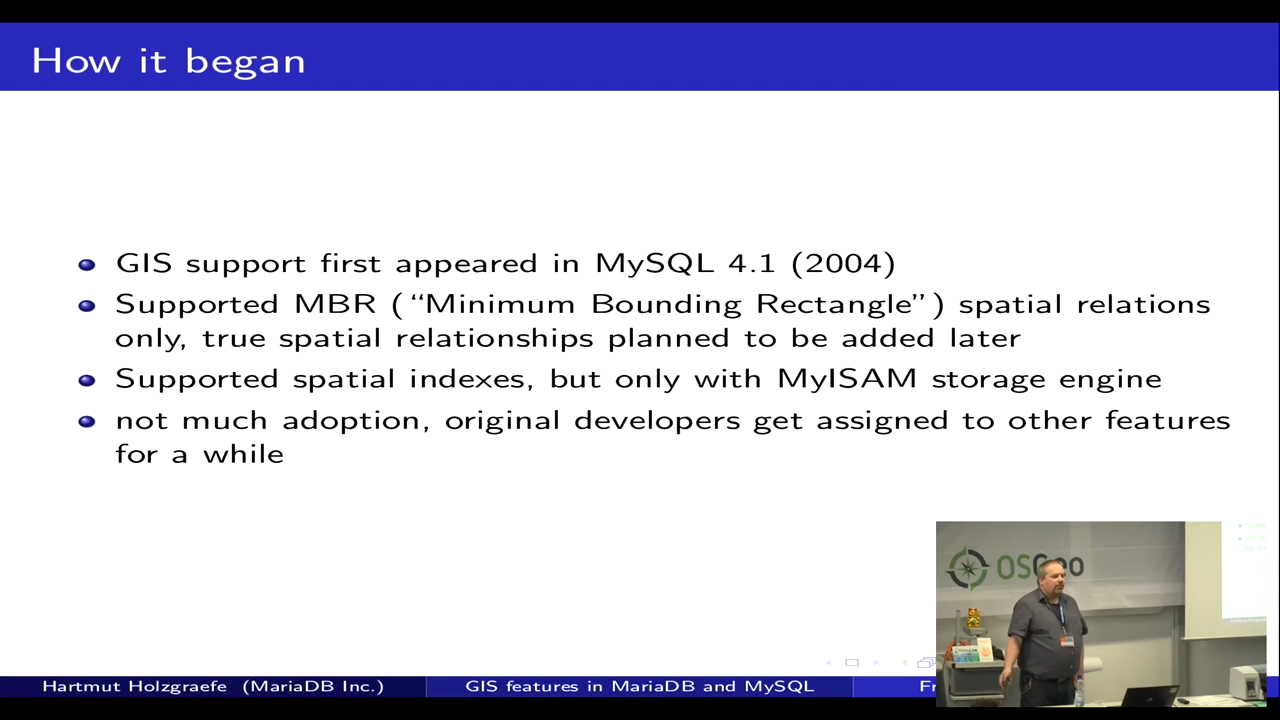 How it began
GIS support first appeared in MySQL 4.1 (2004)
Supported MBR (“Minimum Bounding Rectangle”) spatial relations
only, true spatial relationships planned to be added later
Supported spatial indexes, but only with MyISAM storage engine
not much adoption, original developers get assigned to other features
for a while
OSGeo
Hartmut Holzgraefe (MariaDB Inc.)
GIS features in MariaDB and MySQL